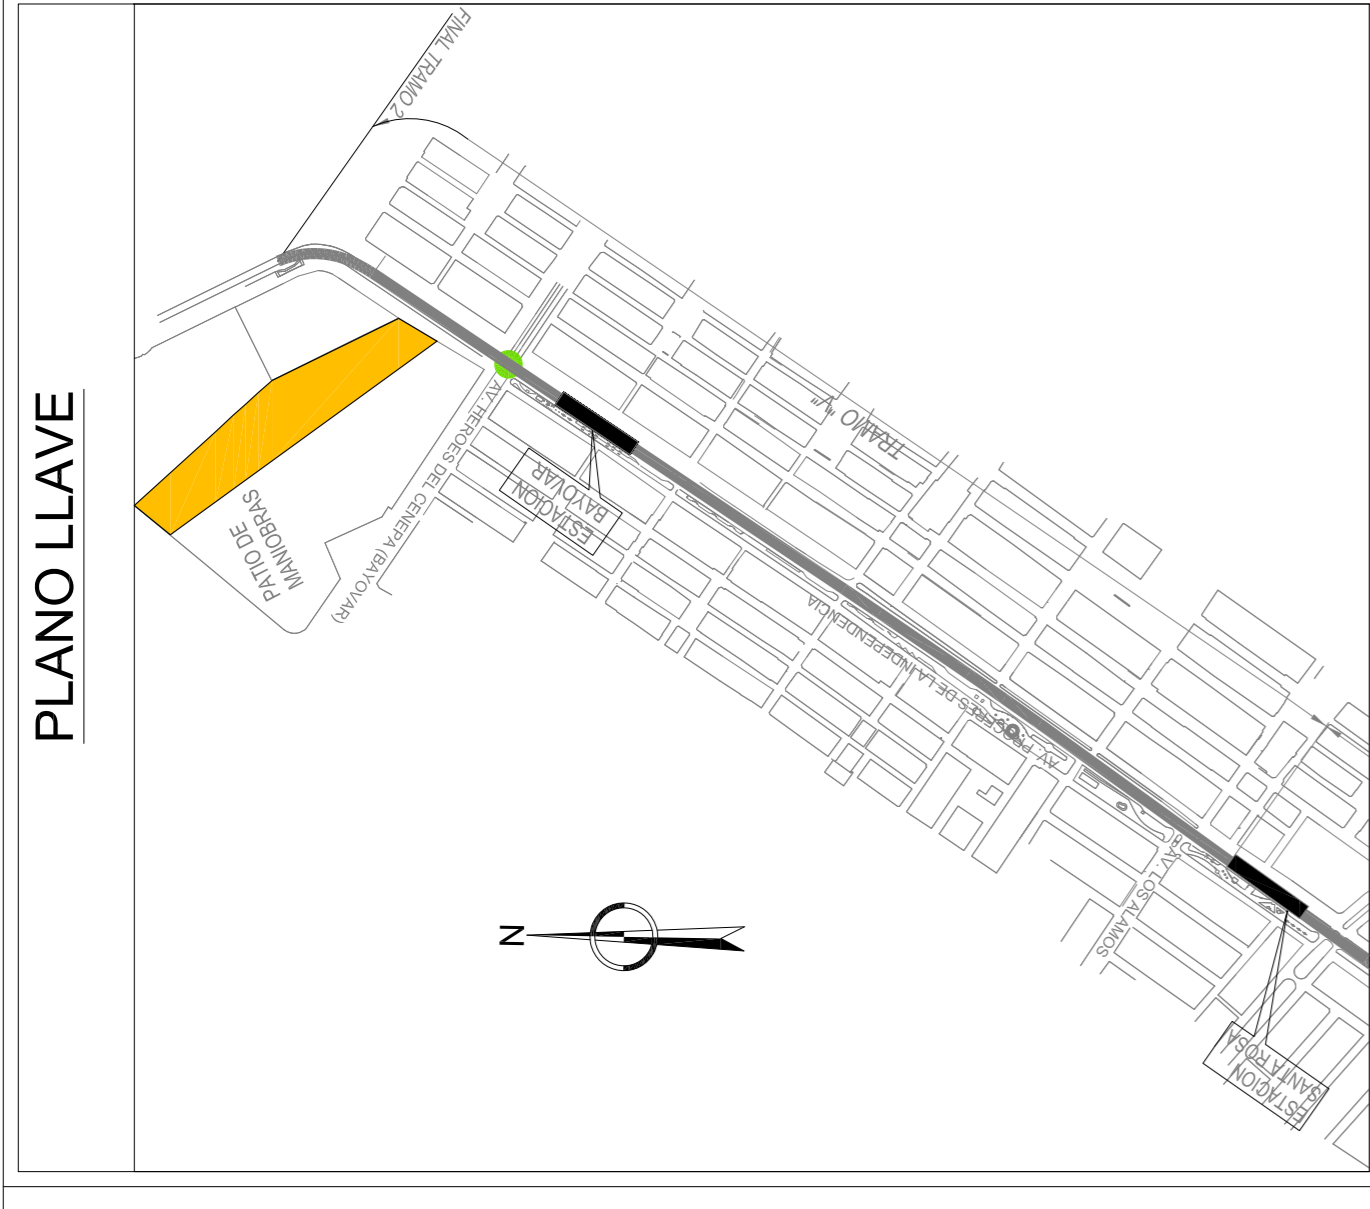 PLANO LLAVE
FINAL TRAMO 2
PATIO DE
MANIOBRAS
AV. HEROES DEL CENEPA (BAYOVAR)
ESTACION
BAYOVAR
TRAMO "A"
AV. PROCERES DE LA INDEPENDENCIA
N
AV. LOS ALAMOS
ESTACION
SANTA ROSA